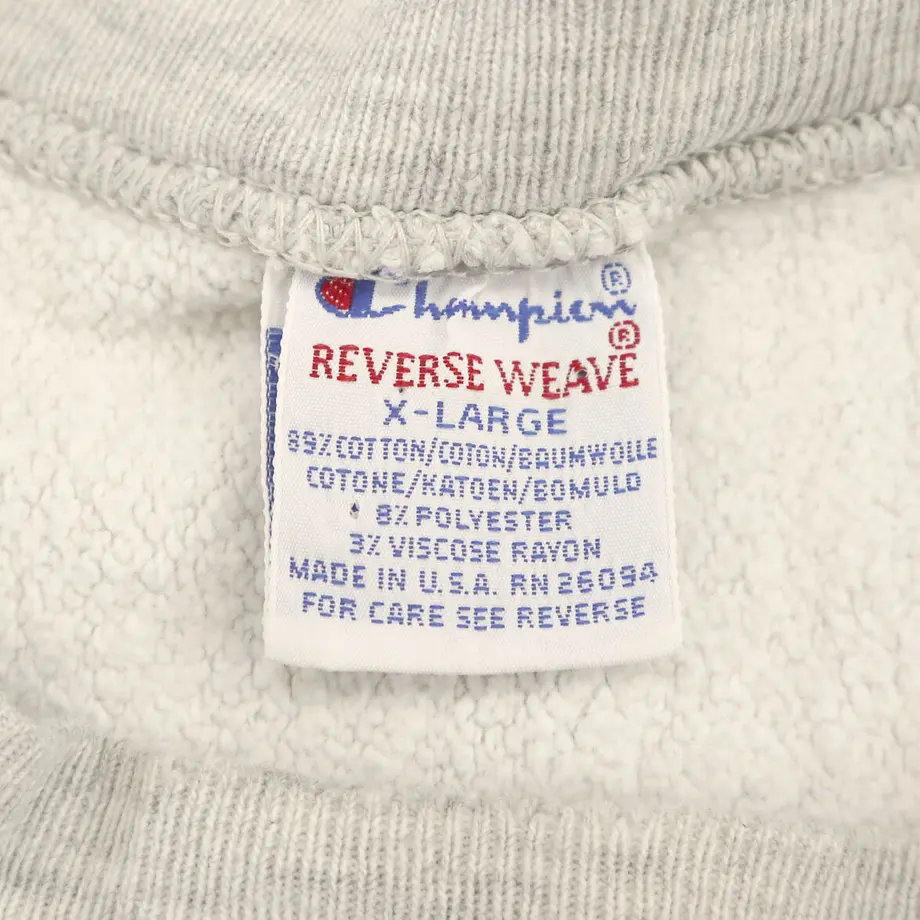 Champion®
REVERSE WEAVE®
X-LARGE
89% COTTON/COTON/BAUMWOLLE
COTONE/KATOEN/BOMULD
8% POLYESTER
3% VISCOSE RAYON
MADE IN U.S.A. RN 26094
FOR CARE SEE REVERSE